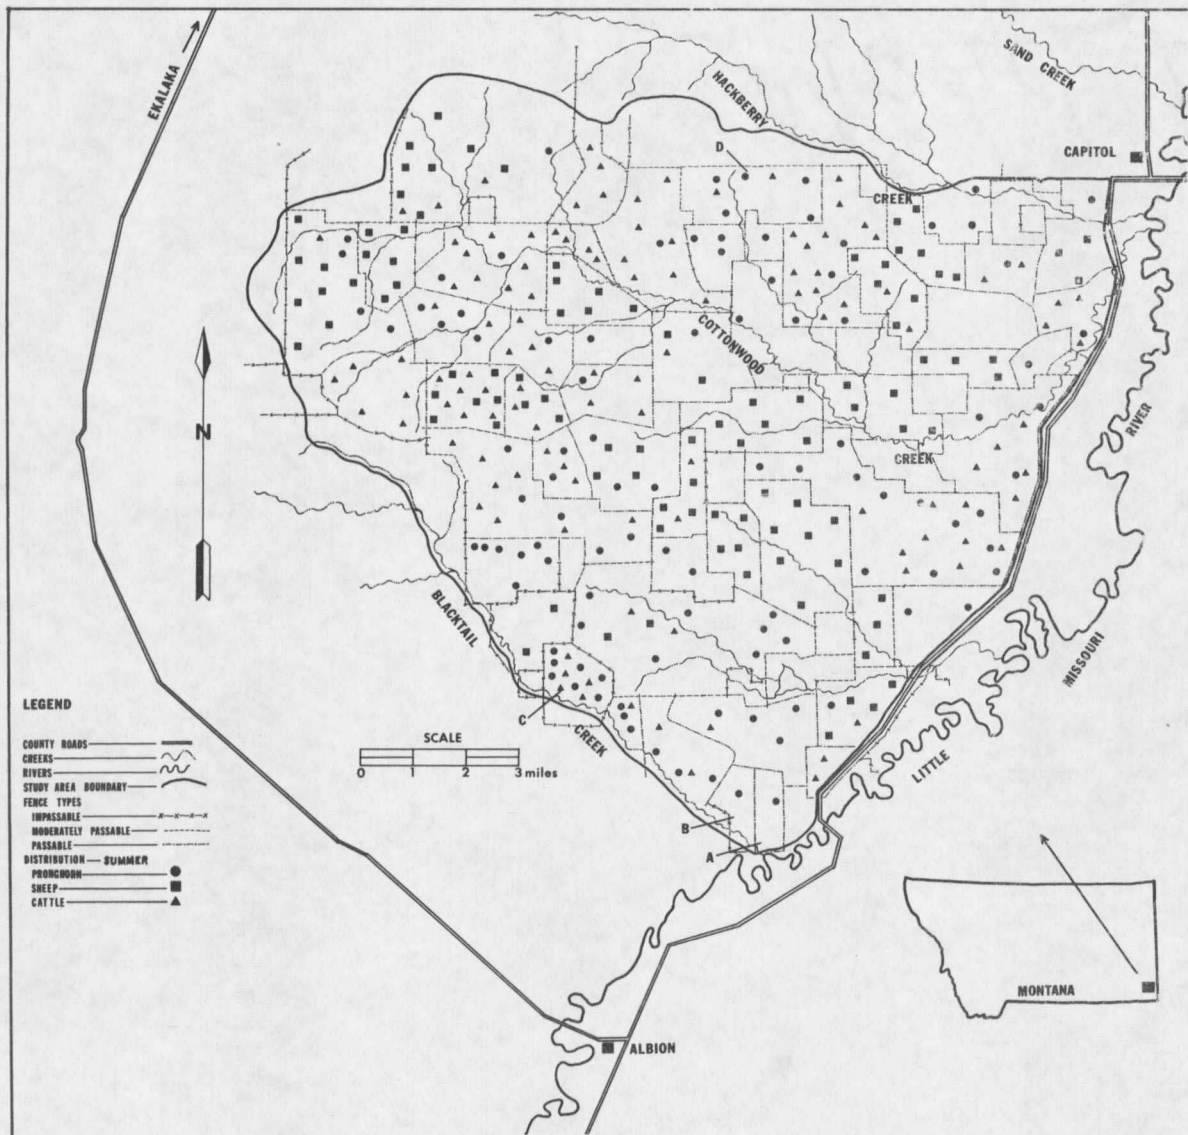 EKALAKA
HACKBERRY
SAND CREEK
D
CAPITOL
CREEK
COTTONWOOD
N
CREEK
RIVER
BLACKTAIL
MISSOURI
LEGEND
C
CREEK
SCALE
COUNTY ROADS
CREEKS
RIVERS
0 1 2 3 miles
LITTLE
STUDY AREA BOUNDARY
FENCE TYPES
IMPASSABLE
MODERATELY PASSABLE
B
PASSABLE
A
DISTRIBUTION — SUMMER
PRONGHORN
SHEEP
CATTLE
MONTANA
ALBION